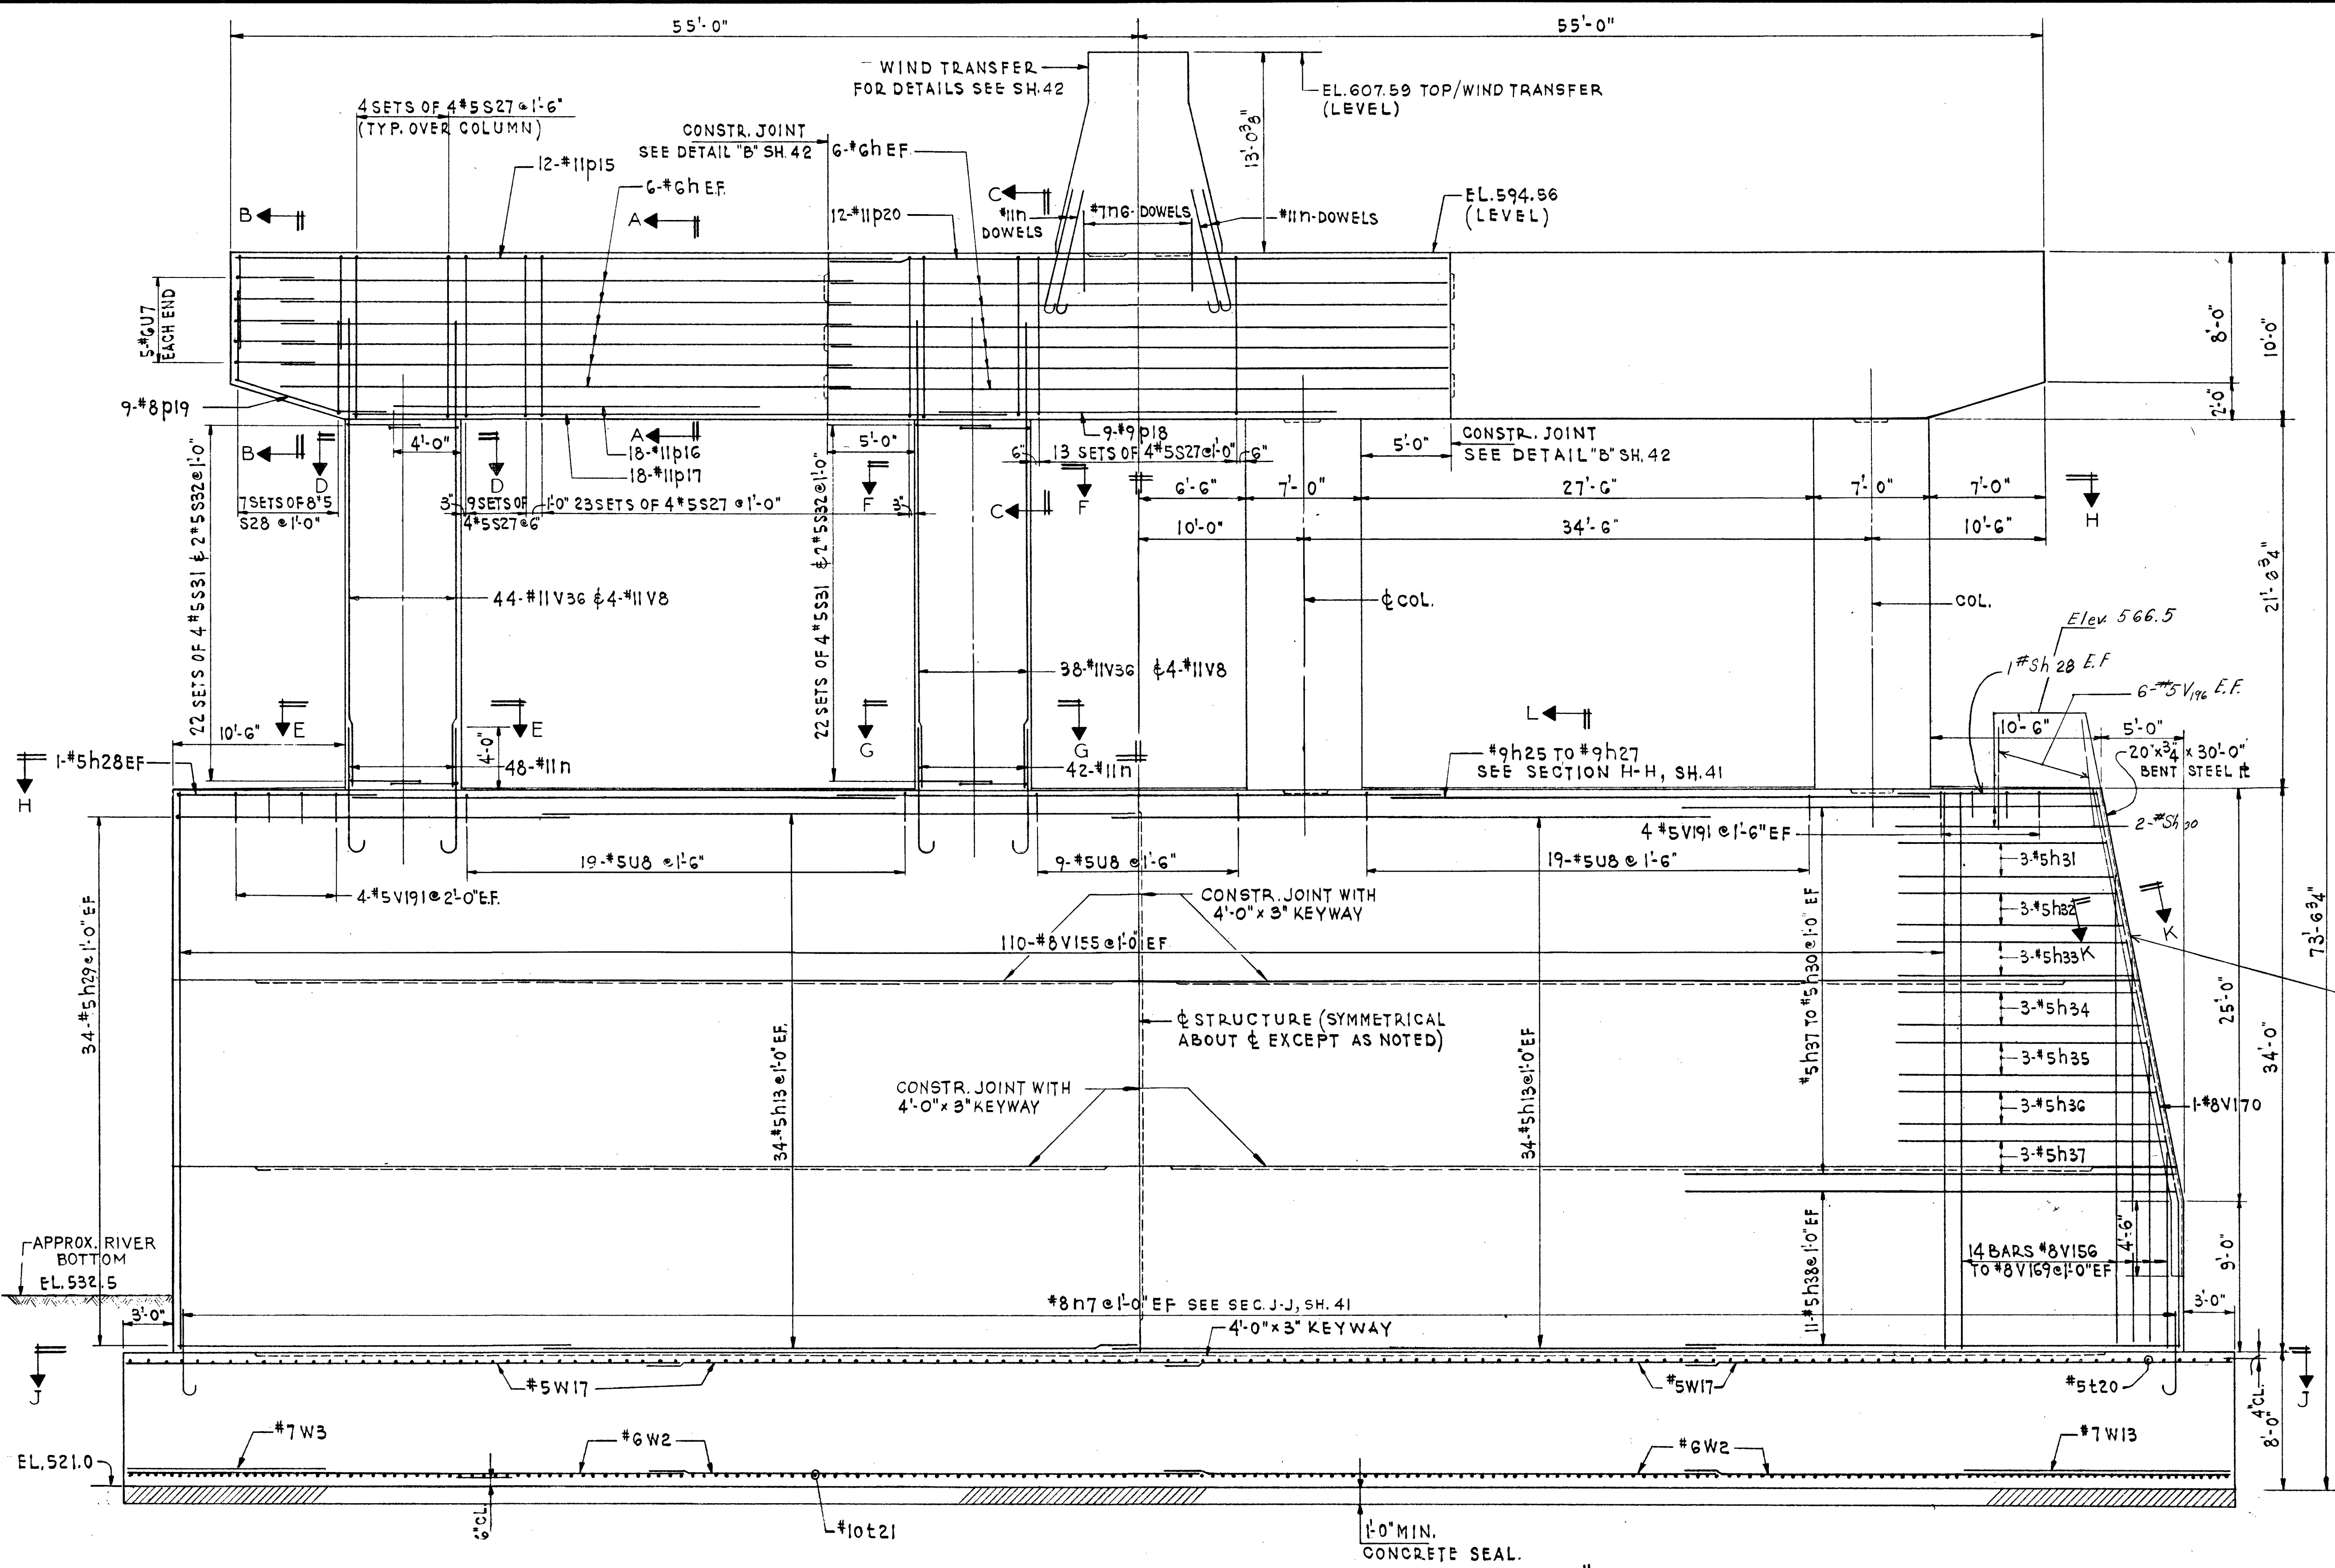 55'-0"
55'-0"
WIND TRANSFER
FOR DETAILS SEE SH.42
EL.607.59 TOP/WIND TRANSFER
(LEVEL)
4 SETS OF 4#5S27@1'-6"
(TYP. OVER COLUMN)
CONSTR. JOINT
SEE DETAIL "B" SH. 42
6-#6h EF.
13'-0 3/8"
12-#11p15
6-#6h E.F.
B
A
12-#11p20
C
#11n
DOWELS
#7n6-DOWELS
#11n-DOWELS
EL.594.56
(LEVEL)
5-#6U7
EACH END
8'-0"
10'-0"
2'-0"
9-#8p19
4'-0"
A
18-#11p16
18-#11p17
5'-0"
9-#9p18
6"
13 SETS OF 4#5S27@1'-0"
6"
5'-0"
CONSTR. JOINT
SEE DETAIL "B" SH. 42
B
D
D
F
F
C
7 SETS OF 8#5
S28 @ 1'-0"
3"
9 SETS OF
4#5S27@6"
1'-0"
23 SETS OF 4#5S27 @ 1'-0"
3"
6'-6"
7'-0"
27'-6"
7'-0"
7'-0"
H
10'-0"
34'-6"
10'-6"
22 SETS OF 4#5S31 & 2#5S32@1'-0"
22 SETS OF 4#5S31 & 2#5S32@1'-0"
44-#11V36 & 4-#11V8
℄ COL.
COL.
21'-6 3/4"
Elev. 566.5
38-#11V36 & 4-#11V8
1 #5h 28 E.F
6-#5V196 E.F.
10'-6"
E
E
4'-0"
G
G
L
10'-6"
5'-0"
1-#5h28EF
H
48-#11n
42-#11n
#9h25 TO #9h27
SEE SECTION H-H, SH.41
20"x3/4"x30'-0"
BENT STEEL ℄
4 #5V191 @ 1'-6" EF
2-#5h30
19-#5U8 @ 1'-6"
9-#5U8 @ 1'-6"
19-#5U8 @ 1'-6"
3-#5h31
4-#5V191@2'-0"E.F.
CONSTR. JOINT WITH
4'-0" x 3" KEYWAY
3-#5h32
K
K
34-#5h29@1'-0"EF
110-#8V155@1'-0"EF
3-#5h33
73'-6 3/4"
#5h37 TO #5h30@1'-0" EF
3-#5h34
25'-0"
℄ STRUCTURE (SYMMETRICAL
ABOUT ℄ EXCEPT AS NOTED)
34'-0"
3-#5h35
34-#5h13@1'-0"EF.
34-#5h13@1'-0"EF
CONSTR. JOINT WITH
4'-0" x 3" KEYWAY
3-#5h36
1-#8V170
3-#5h37
APPROX. RIVER
BOTTOM
EL.532.5
11-#5h38@1'-0"EF
4'-6"
14 BARS #8V156
TO #8V169@1'-0"EF
9'-0"
3'-0"
#8n7@1'-0" EF SEE SEC. J-J, SH. 41
4'-0" x 3" KEYWAY
3'-0"
J
#5W17
#5W17
#5t20
4"CL.
J
8'-0"
#7W3
#6W2
#6W2
#7W13
EL.521.0
6"CL.
#10t21
1'-0" MIN.
CONCRETE SEAL.